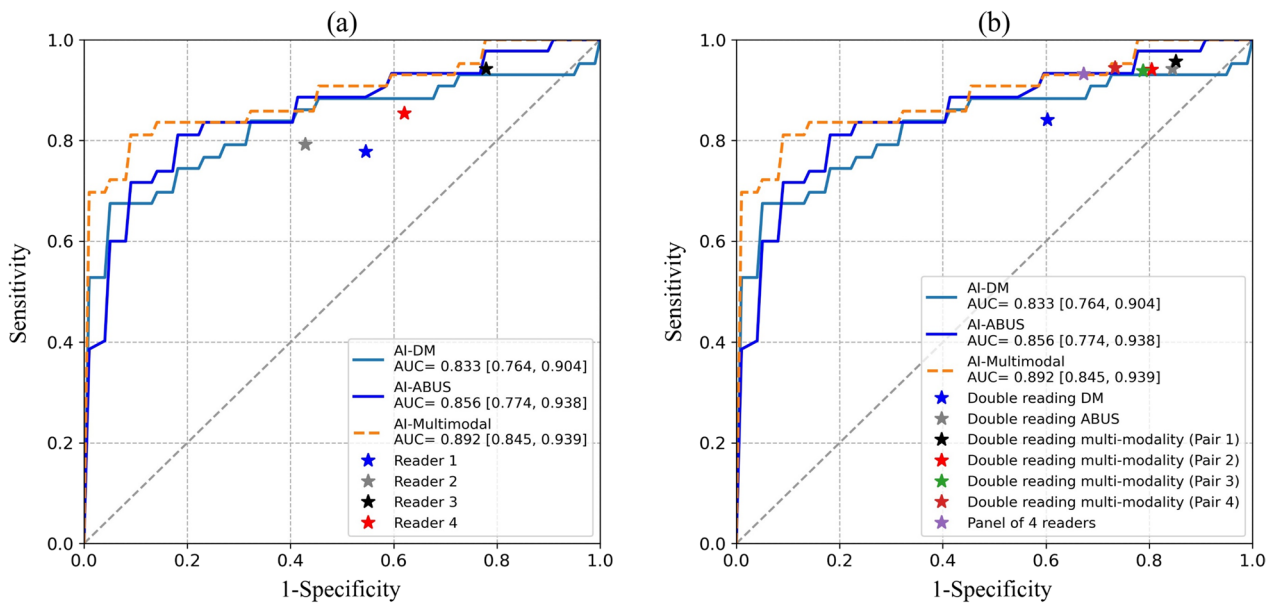 (a)
1.0
0.8
0.6
0.4
0.2
0.0
Sensitivity
AI-DM
AUC= 0.833 [0.764, 0.904]
AI-ABUS
AUC= 0.856 [0.774, 0.938]
AI-Multimodal
AUC= 0.892 [0.845, 0.939]
Reader 1
Reader 2
Reader 3
Reader 4
0.0 0.2 0.4 0.6 0.8 1.0
1-Specificity
(b)
1.0
0.8
0.6
0.4
0.2
0.0
Sensitivity
AI-DM
AUC= 0.833 [0.764, 0.904]
AI-ABUS
AUC= 0.856 [0.774, 0.938]
AI-Multimodal
AUC= 0.892 [0.845, 0.939]
Double reading DM
Double reading ABUS
Double reading multi-modality (Pair 1)
Double reading multi-modality (Pair 2)
Double reading multi-modality (Pair 3)
Double reading multi-modality (Pair 4)
Panel of 4 readers
0.0 0.2 0.4 0.6 0.8 1.0
1-Specificity